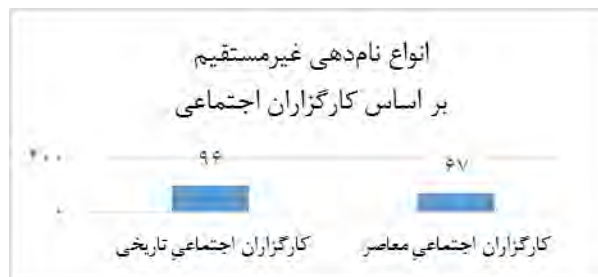 انواع نام‌دهی غیرمستقیم
بر اساس کارگزاران اجتماعی
۲۰۰
۹۶
۶۷
۰
کارگزاران اجتماعیِ تاریخی
کارگزاران اجتماعیِ معاصر